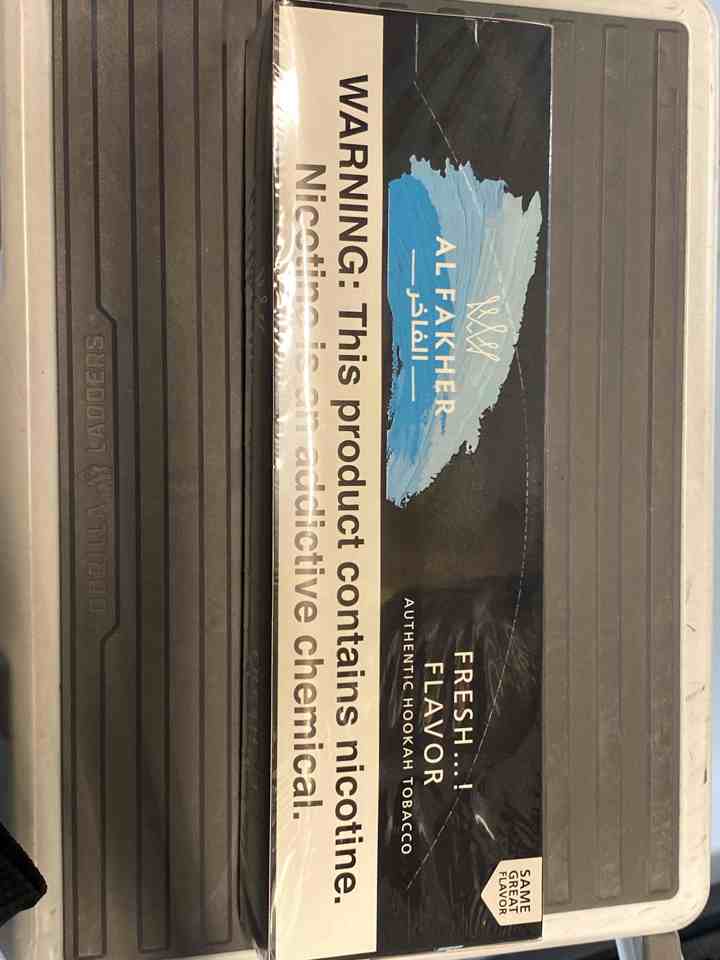 AL FAKHER
الفاخر
FRESH...!
FLAVOR
AUTHENTIC HOOKAH TOBACCO
SAME
GREAT
FLAVOR
WARNING: This product contains nicotine.
Nicotine is an addictive chemical.
GORILLA LADDERS